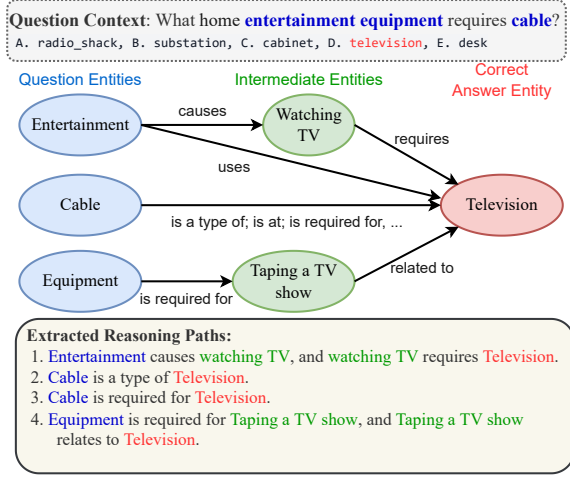 Question Context: What home entertainment equipment requires cable?
A. radio_shack, B. substation, C. cabinet, D. television, E. desk
Question Entities
Intermediate Entities
Correct
Answer Entity
Entertainment
causes
Watching
TV
requires
uses
Cable
is a type of; is at; is required for, ...
Television
Equipment
is required for
Taping a TV
show
related to
Extracted Reasoning Paths:
1. Entertainment causes watching TV, and watching TV requires Television.
2. Cable is a type of Television.
3. Cable is required for Television.
4. Equipment is required for Taping a TV show, and Taping a TV show
relates to Television.